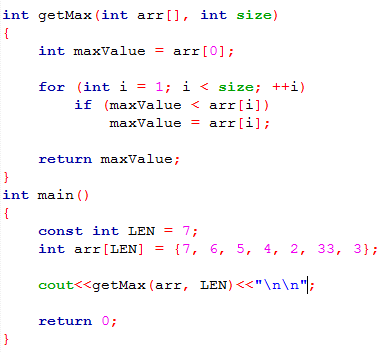 int getMax(int arr[], int size)
{
    int maxValue = arr[0];

    for (int i = 1; i < size; ++i)
        if (maxValue < arr[i])
            maxValue = arr[i];

    return maxValue;
}
int main()
{
    const int LEN = 7;
    int arr[LEN] = {7, 6, 5, 4, 2, 33, 3};

    cout<<getMax(arr, LEN)<<"\n\n";

    return 0;
}